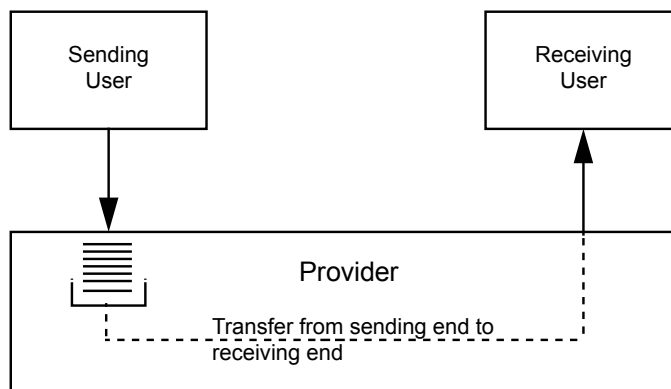 Sending
User
Receiving
User
Provider
Transfer from sending end to
receiving end